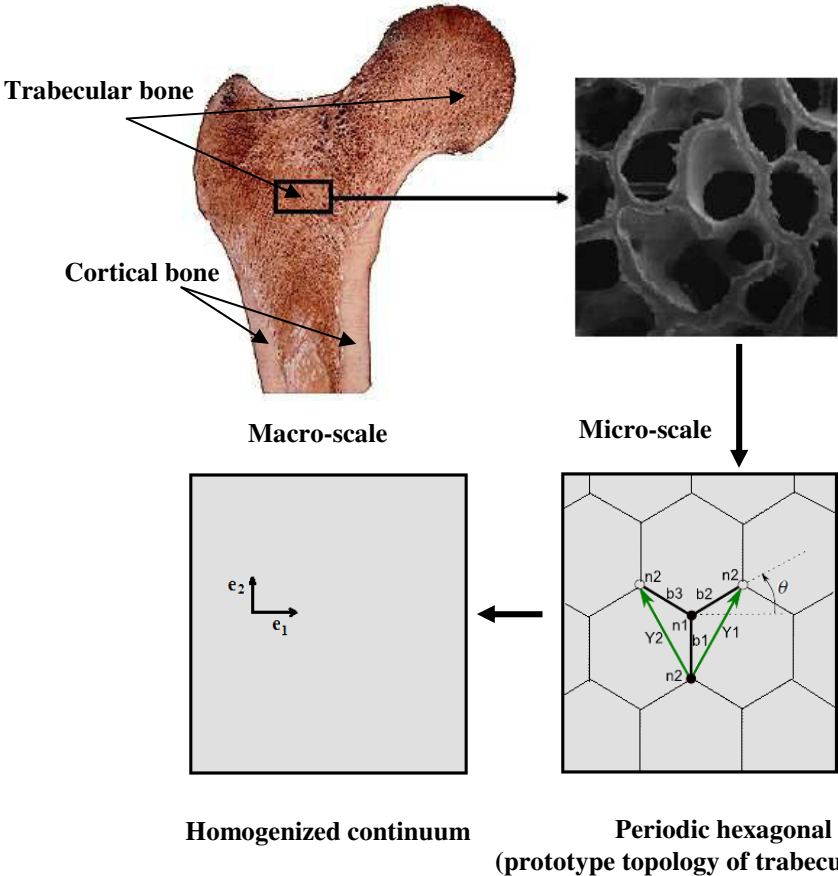 Trabecular bone
Cortical bone
Macro-scale
Micro-scale
e2
e1
n2
n2
b3
b2
θ
n1
Y2
b1
Y1
n2
Homogenized continuum
Periodic hexagonal
(prototype topology of